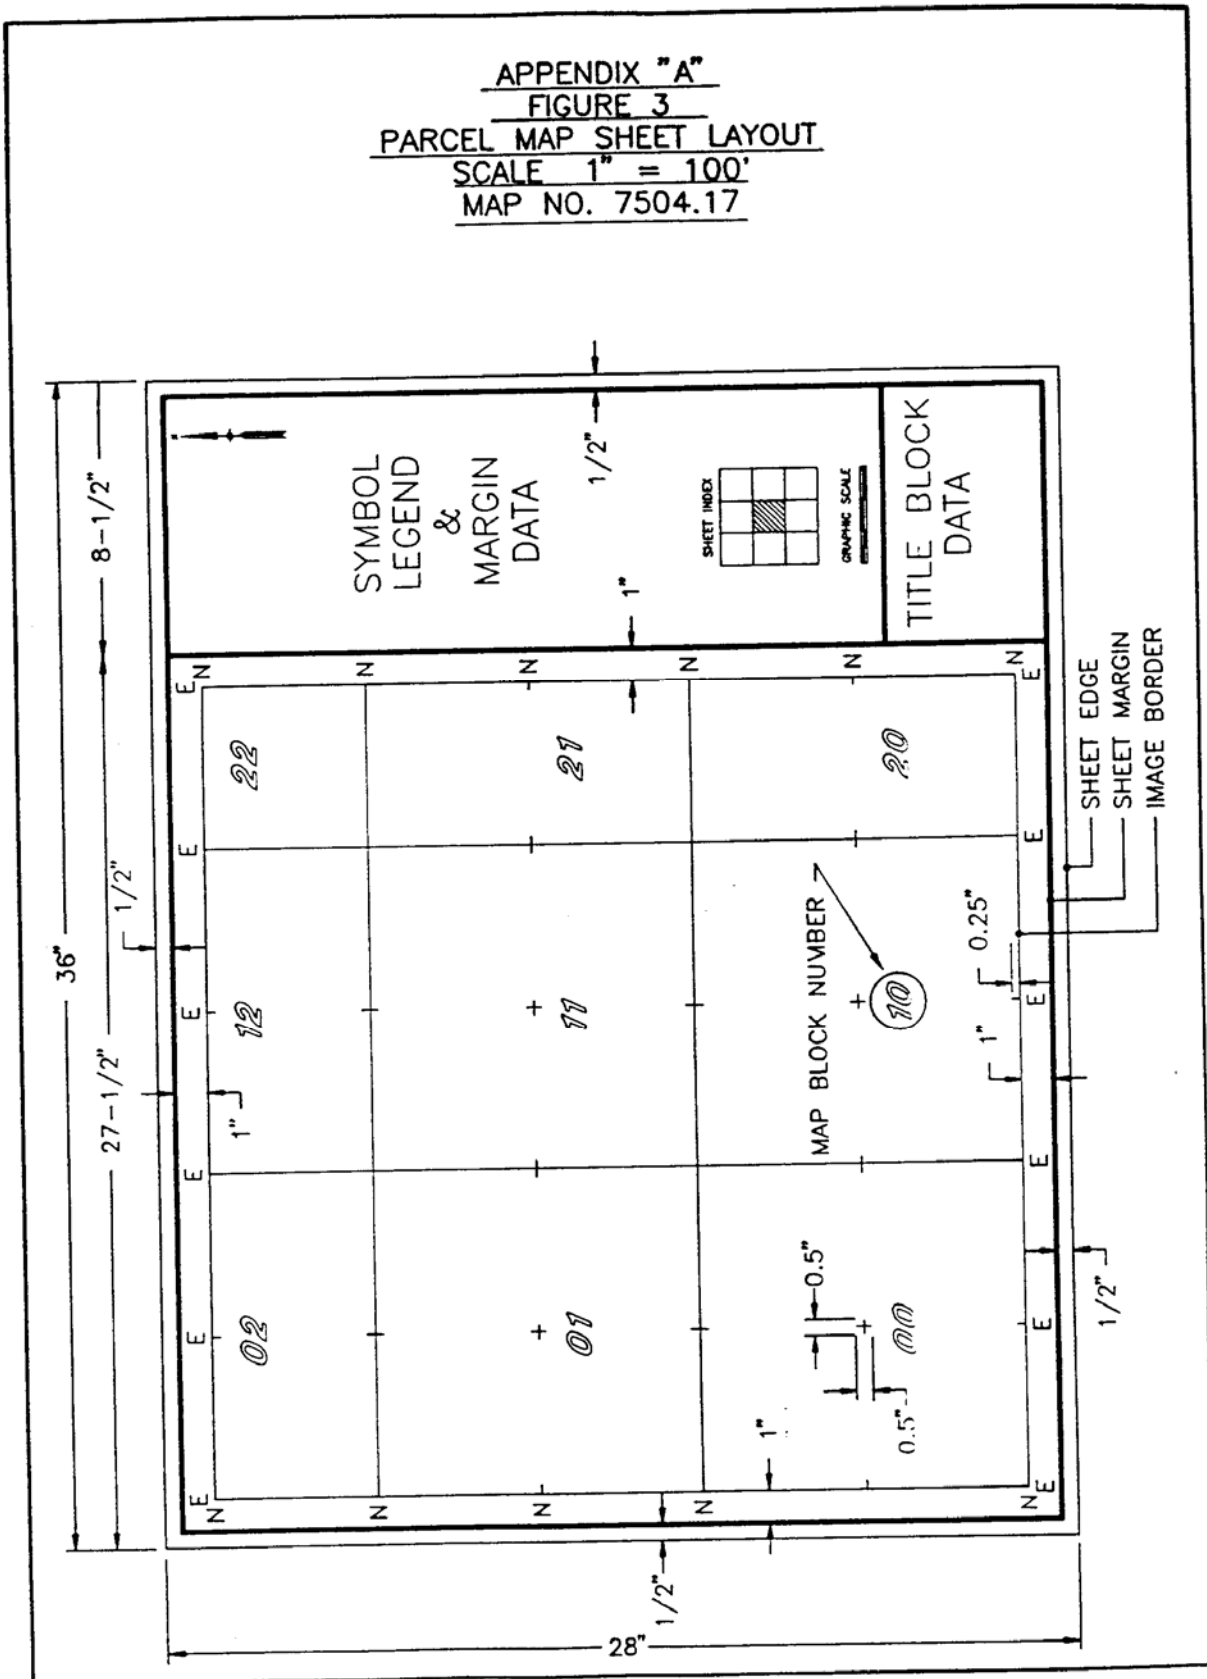 APPENDIX "A"
FIGURE 3
PARCEL MAP SHEET LAYOUT
SCALE 1" = 100'
MAP NO. 7504.17
36"
8-1/2"
27-1/2"
1/2"
1"
SYMBOL
LEGEND
&
MARGIN
DATA
1/2"
1"
SHEET INDEX
GRAPHIC SCALE
TITLE BLOCK
DATA
E
N
N
N
N
N
N
E
22
21
20
E
E
12
11
10
E
E
MAP BLOCK NUMBER
0.25"
1"
E
E
02
01
00
E
E
0.5"
0.5"
1"
E
N
N
N
N
N
E
1/2"
1/2"
28"
SHEET EDGE
SHEET MARGIN
IMAGE BORDER